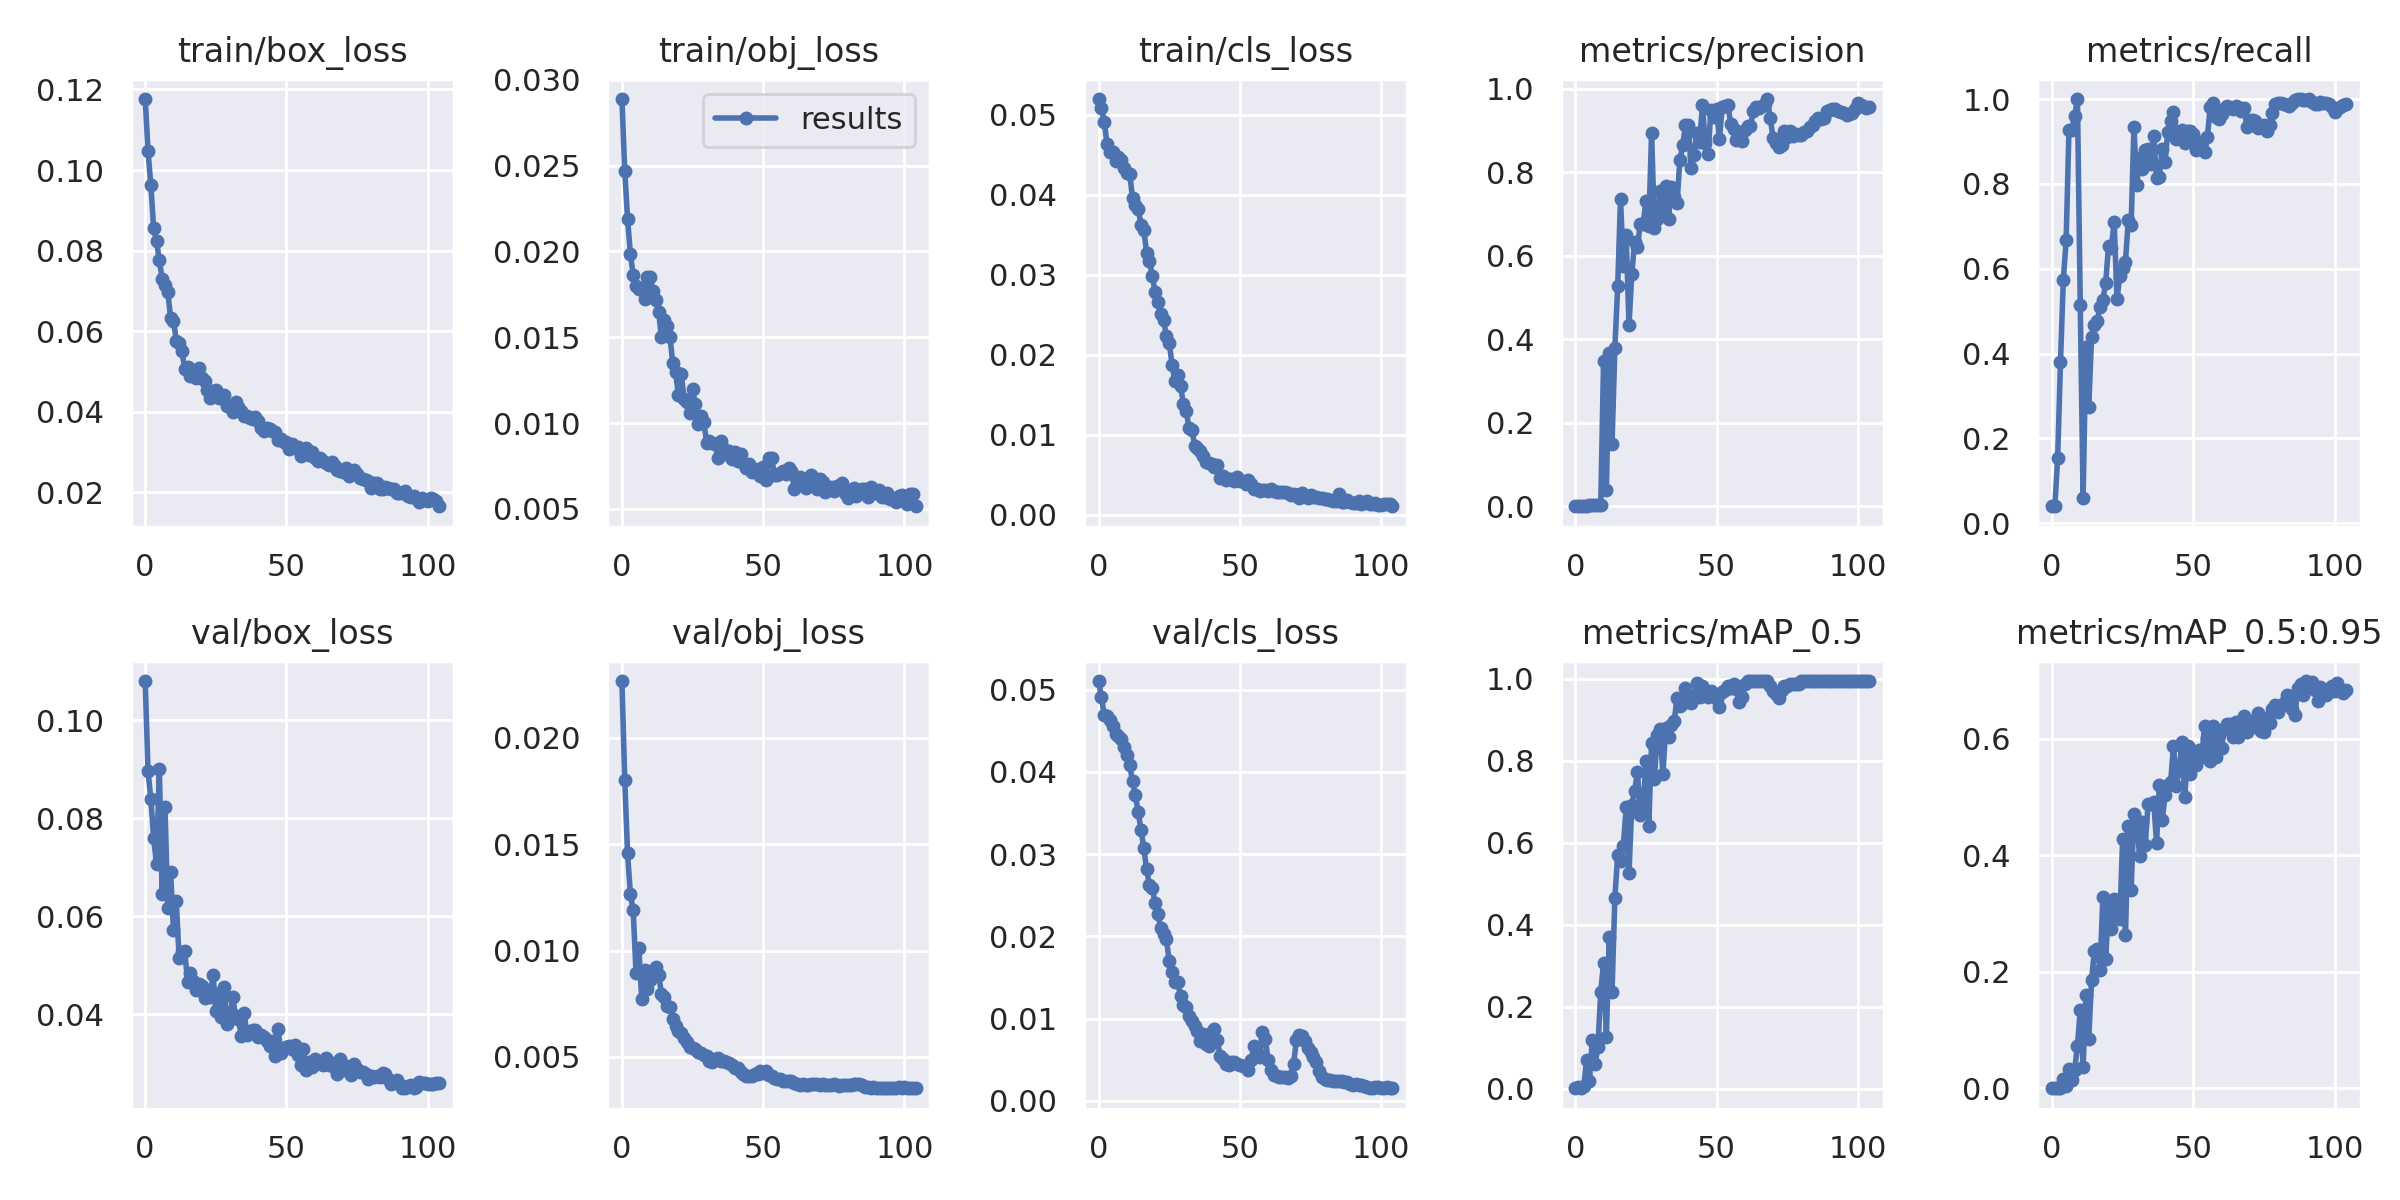 train/box_loss
0.12
0.10
0.08
0.06
0.04
0.02
0 50 100
train/obj_loss
results
0.030
0.025
0.020
0.015
0.010
0.005
0 50 100
train/cls_loss
0.05
0.04
0.03
0.02
0.01
0.00
0 50 100
metrics/precision
1.0
0.8
0.6
0.4
0.2
0.0
0 50 100
metrics/recall
1.0
0.8
0.6
0.4
0.2
0.0
0 50 100
val/box_loss
0.10
0.08
0.06
0.04
0 50 100
val/obj_loss
0.020
0.015
0.010
0.005
0 50 100
val/cls_loss
0.05
0.04
0.03
0.02
0.01
0.00
0 50 100
metrics/mAP_0.5
1.0
0.8
0.6
0.4
0.2
0.0
0 50 100
metrics/mAP_0.5:0.95
0.6
0.4
0.2
0.0
0 50 100